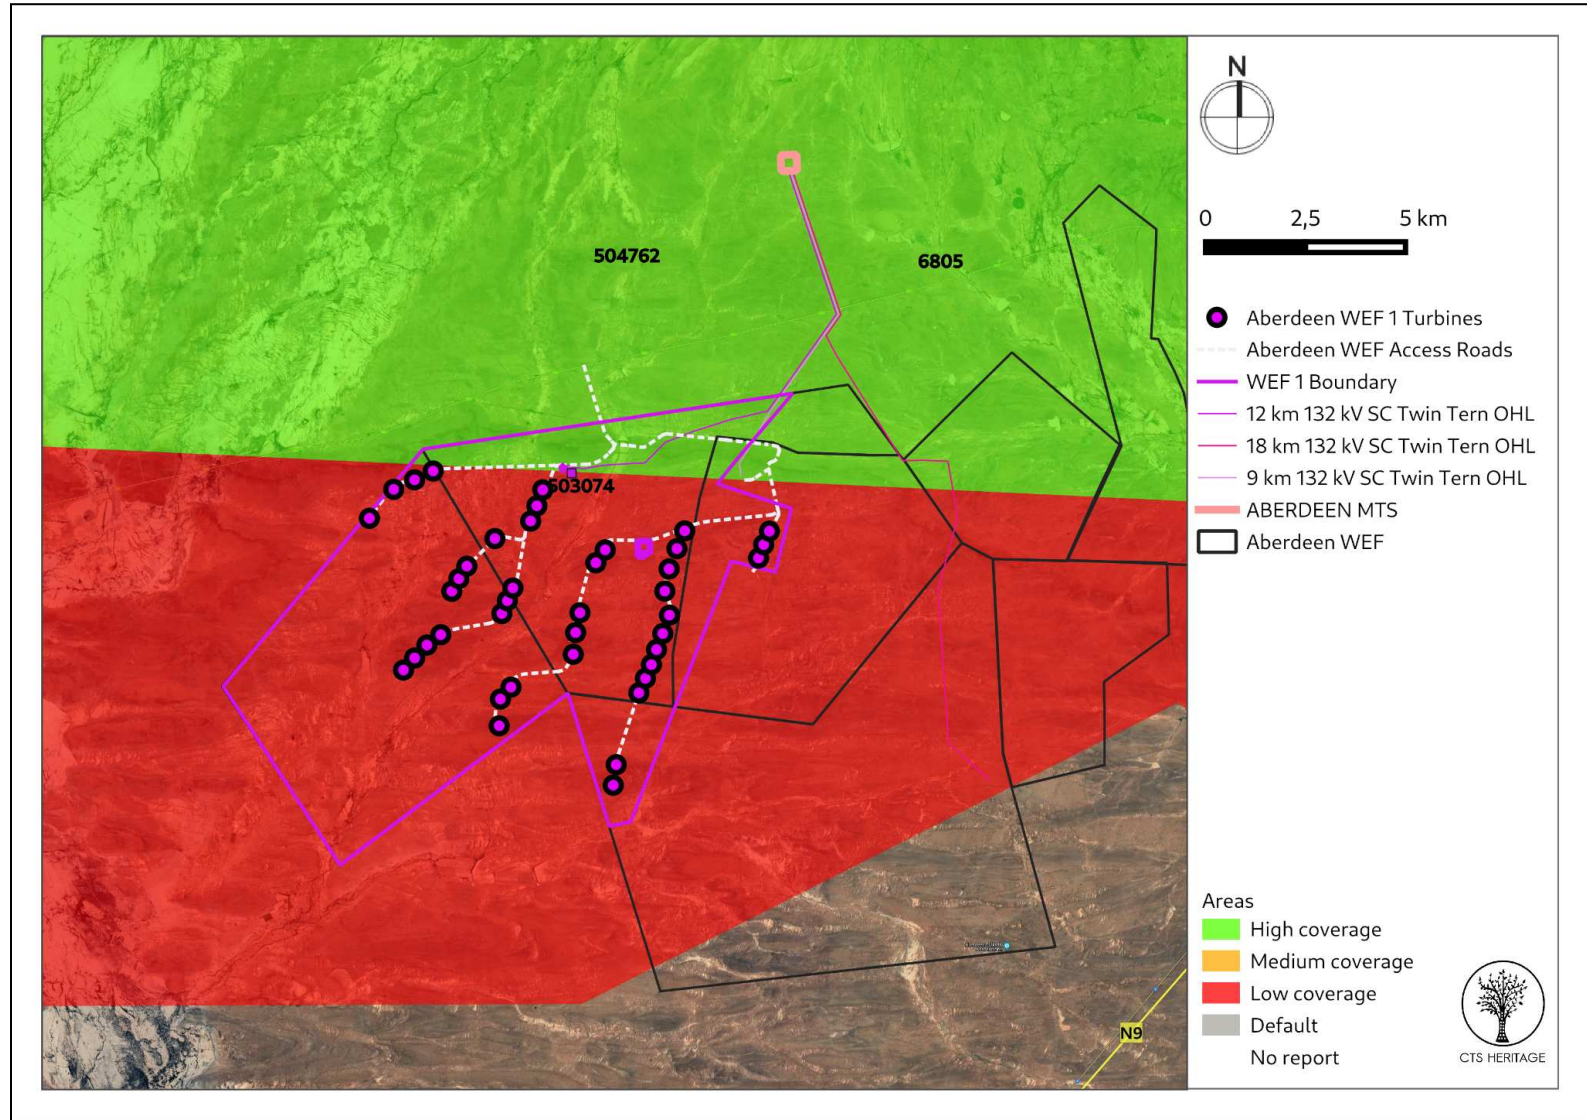 N
0 2,5 5 km
504762
6805
503074
N9
Aberdeen WEF 1 Turbines
Aberdeen WEF Access Roads
WEF 1 Boundary
12 km 132 kV SC Twin Tern OHL
18 km 132 kV SC Twin Tern OHL
9 km 132 kV SC Twin Tern OHL
ABERDEEN MTS
Aberdeen WEF
Areas
High coverage
Medium coverage
Low coverage
Default
No report
CTS HERITAGE